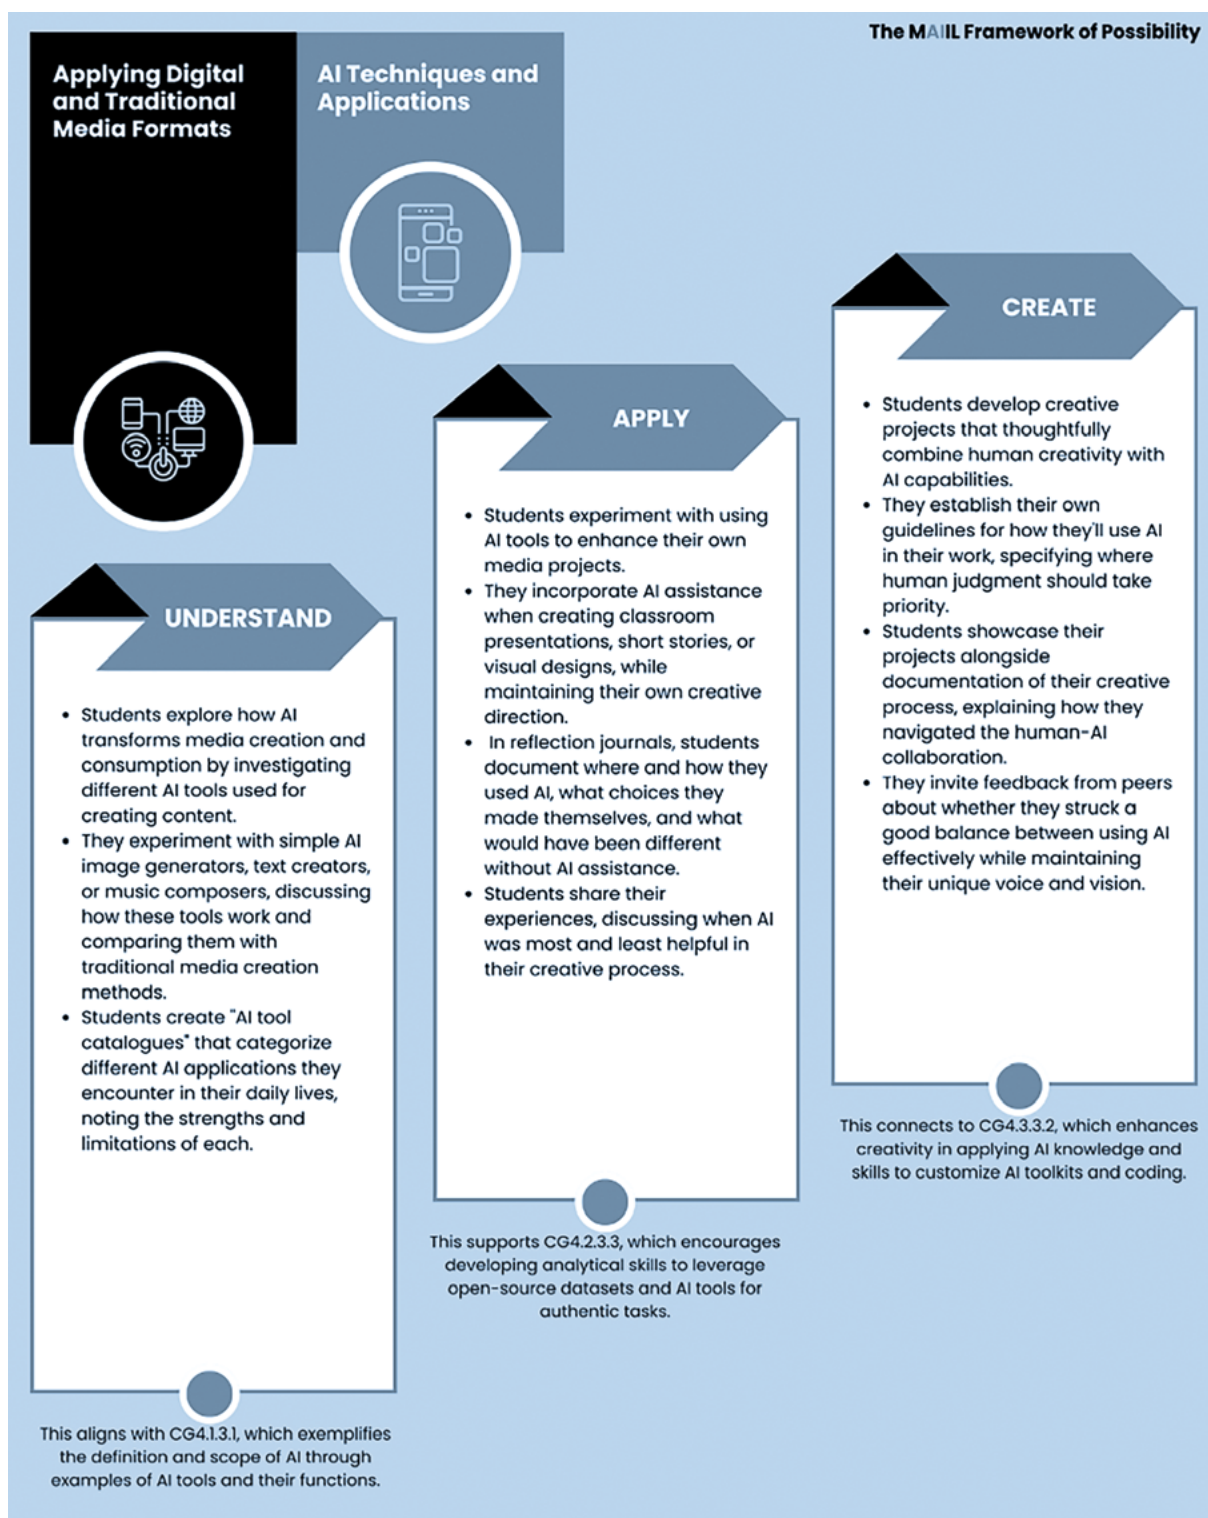 The MAIIL Framework of Possibility
Applying Digital
and Traditional
Media Formats
AI Techniques and
Applications
UNDERSTAND
• Students explore how AI
transforms media creation and
consumption by investigating
different AI tools used for
creating content.
• They experiment with simple AI
image generators, text creators,
or music composers, discussing
how these tools work and
comparing them with
traditional media creation
methods.
• Students create "AI tool
catalogues" that categorize
different AI applications they
encounter in their daily lives,
noting the strengths and
limitations of each.
This aligns with CG4.1.3.1, which exemplifies
the definition and scope of AI through
examples of AI tools and their functions.
APPLY
• Students experiment with using
AI tools to enhance their own
media projects.
• They incorporate AI assistance
when creating classroom
presentations, short stories, or
visual designs, while
maintaining their own creative
direction.
• In reflection journals, students
document where and how they
used AI, what choices they
made themselves, and what
would have been different
without AI assistance.
• Students share their
experiences, discussing when AI
was most and least helpful in
their creative process.
This supports CG4.2.3.3, which encourages
developing analytical skills to leverage
open-source datasets and AI tools for
authentic tasks.
CREATE
• Students develop creative
projects that thoughtfully
combine human creativity with
AI capabilities.
• They establish their own
guidelines for how they'll use AI
in their work, specifying where
human judgment should take
priority.
• Students showcase their
projects alongside
documentation of their creative
process, explaining how they
navigated the human-AI
collaboration.
• They invite feedback from peers
about whether they struck a
good balance between using AI
effectively while maintaining
their unique voice and vision.
This connects to CG4.3.3.2, which enhances
creativity in applying AI knowledge and
skills to customize AI toolkits and coding.